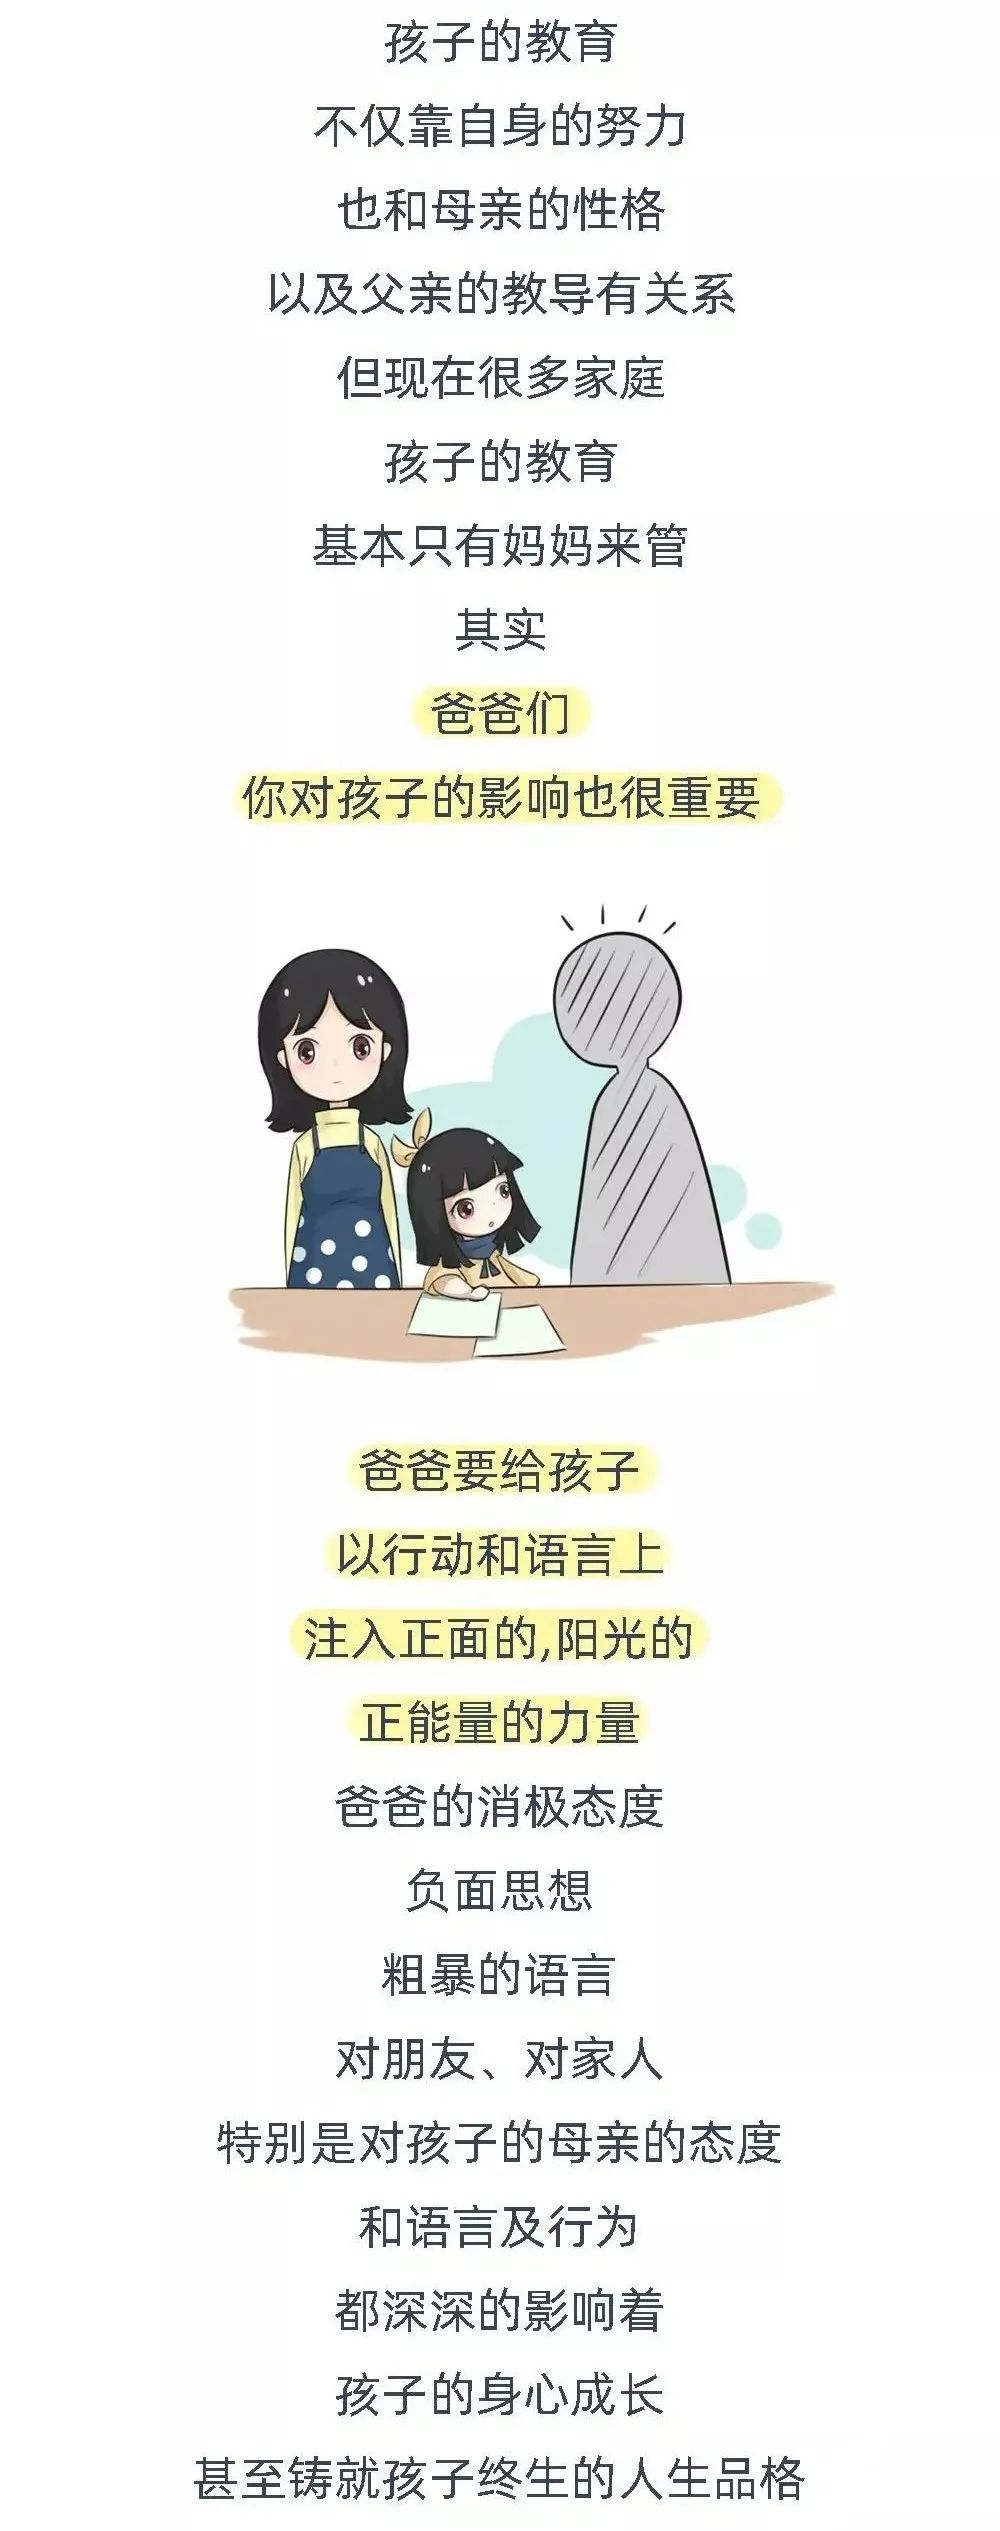 孩子的教育
不仅靠自身的努力
也和母亲的性格
以及父亲的教导有关系
但现在很多家庭
孩子的教育
基本只有妈妈来管
其实
爸爸们
你对孩子的影响也很重要
爸爸要给孩子
以行动和语言上
注入正面的,阳光的
正能量的力量
爸爸的消极态度
负面思想
粗暴的语言
对朋友、对家人
特别是对孩子的母亲的态度
和语言及行为
都深深的影响着
孩子的身心成长
甚至铸就孩子终生的人生品格